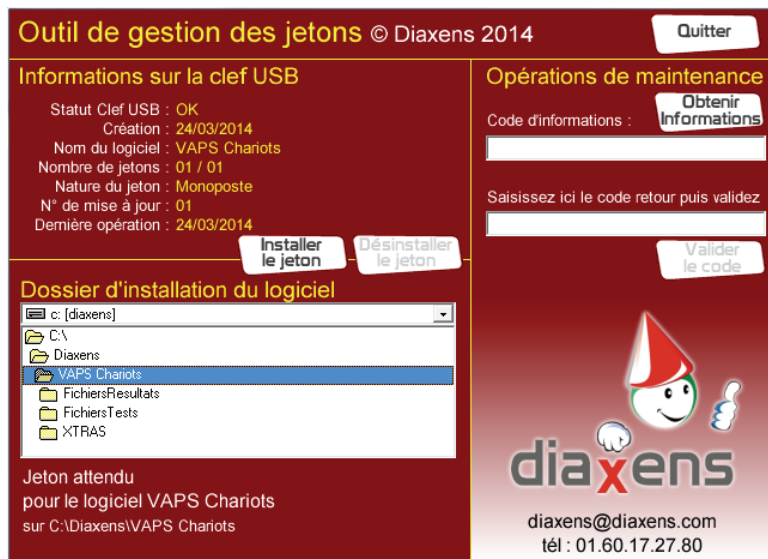 Outil de gestion des jetons © Diaxens 2014
Quitter
Informations sur la clef USB
Statut Clef USB : OK
Création : 24/03/2014
Nom du logiciel : VAPS Chariots
Nombre de jetons : 01 / 01
Nature du jeton : Monoposte
N° de mise à jour : 01
Dernière opération : 24/03/2014
Installer
le jeton
Désinstaller
le jeton
Dossier d'installation du logiciel
c: [diaxens]
C:\
Diaxens
VAPS Chariots
FichiersResultats
FichiersTests
XTRAS
Jeton attendu
pour le logiciel VAPS Chariots
sur C:\Diaxens\VAPS Chariots
Opérations de maintenance
Obtenir
Informations
Code d'informations :
Saisissez ici le code retour puis validez
Valider
le code
diaxens
diaxens@diaxens.com
tél : 01.60.17.27.80